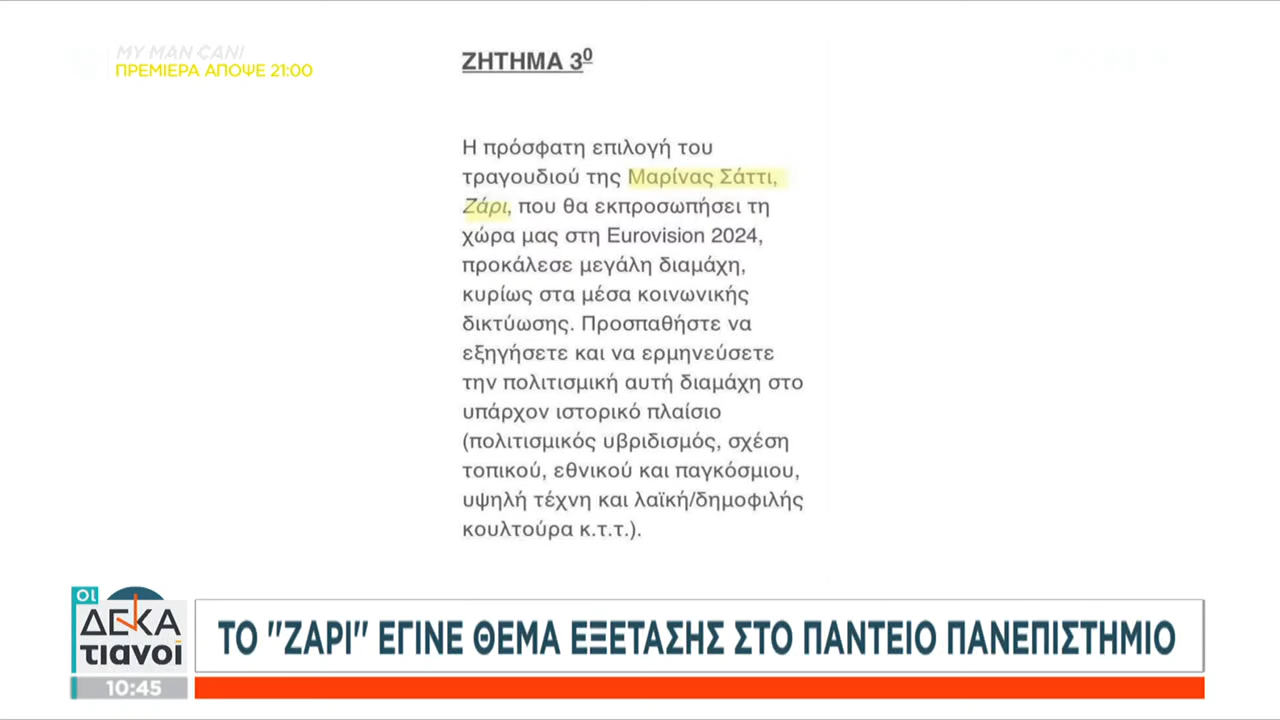 MY MAN CAN!
ΠΡΕΜΙΕΡΑ ΑΠΟΨΕ 21:00
ΖΗΤΗΜΑ 3⁰
Η πρόσφατη επιλογή του
τραγουδιού της Μαρίνας Σάττι,
Ζάρι, που θα εκπροσωπήσει τη
χώρα μας στη Eurovision 2024,
προκάλεσε μεγάλη διαμάχη,
κυρίως στα μέσα κοινωνικής
δικτύωσης. Προσπαθήστε να
εξηγήσετε και να ερμηνεύσετε
την πολιτισμική αυτή διαμάχη στο
υπάρχον ιστορικό πλαίσιο
(πολιτισμικός υβριδισμός, σχέση
τοπικού, εθνικού και παγκόσμιου,
υψηλή τέχνη και λαϊκή/δημοφιλής
κουλτούρα κ.τ.τ.).
ΟΙ
ΔΕΚΑ
τιανοί
10:45
ΤΟ "ΖΑΡΙ" ΕΓΙΝΕ ΘΕΜΑ ΕΞΕΤΑΣΗΣ ΣΤΟ ΠΑΝΤΕΙΟ ΠΑΝΕΠΙΣΤΗΜΙΟ